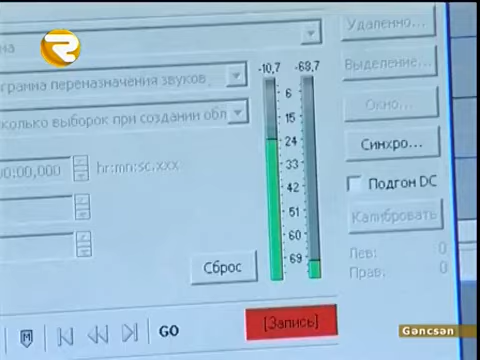 R
Удаленно...
на
-10,7 -68,7
Выделение...
грамма переназначения звуков
6
Окно...
15
сколько выборок при создании обл
24
Синхро...
33
00:00,000 hr:mn:sc.xxx
Подгон DC
42
51
Калибровать
60
Лев: 0
Сброс
69
Прав: 0
M GO [Запись]
Gəncsən